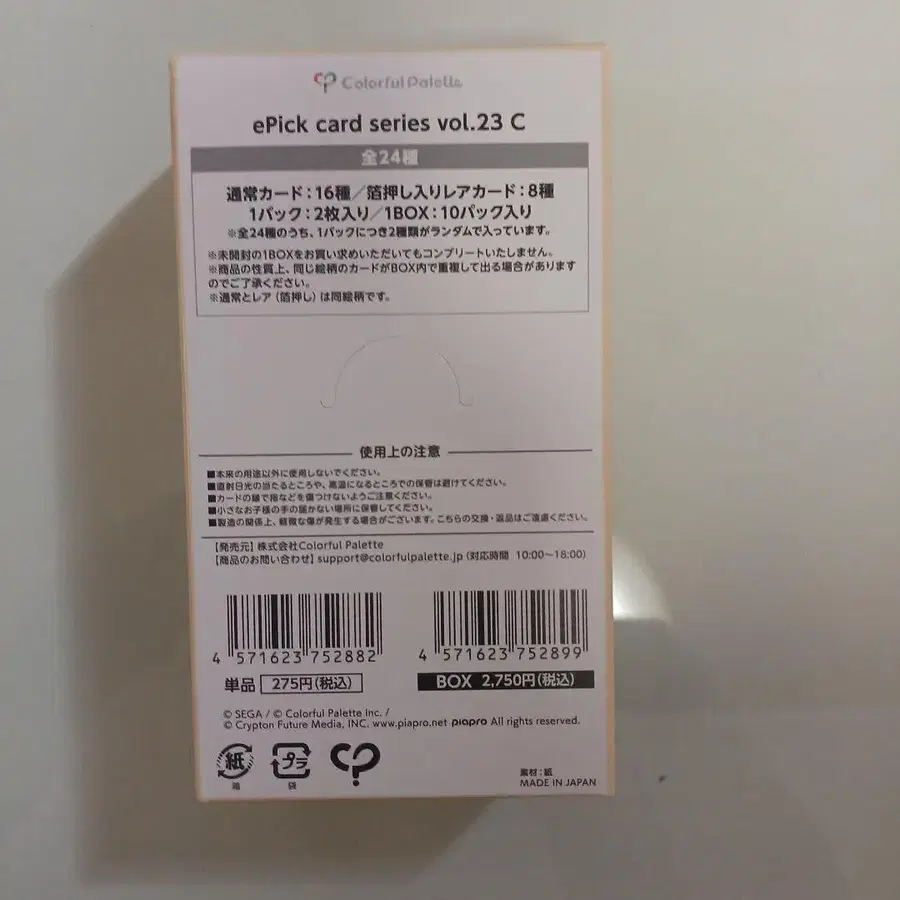 Colorful Palette
ePick card series vol.23 C
全24種
通常カード：16種／箔押し入りレアカード：8種
1パック：2枚入り／1BOX：10パック入り
※全24種のうち、1パックにつき2種類がランダムで入っています。
※未開封の1BOXをお買い求めいただいてもコンプリートいたしません。
※商品の性質上、同じ絵柄のカードがBOX内で重複して出る場合があります
のでご了承ください。
※通常とレア（箔押し）は同絵柄です。
使用上の注意
■本来の用途以外に使用しないでください。
■直射日光の当たるところや、高温になるところでの保管は避けてください。
■カードの縁で指などを傷つけないようご注意ください。
■小さなお子様の手の届かない場所に保管してください。
■製造の関係上、軽微な傷が発生する場合がございます。こちらの交換・返品はご遠慮ください。
【発売元】株式会社Colorful Palette
【商品のお問い合わせ】support@colorfulpalette.jp（対応時間 10:00～18:00）
4 571623 752882
4 571623 752899
単品 275円(税込)
BOX 2,750円(税込)
© SEGA / © Colorful Palette Inc. /
© Crypton Future Media, INC. www.piapro.net piapro All rights reserved.
紙
箱
プラ
袋
素材：紙
MADE IN JAPAN